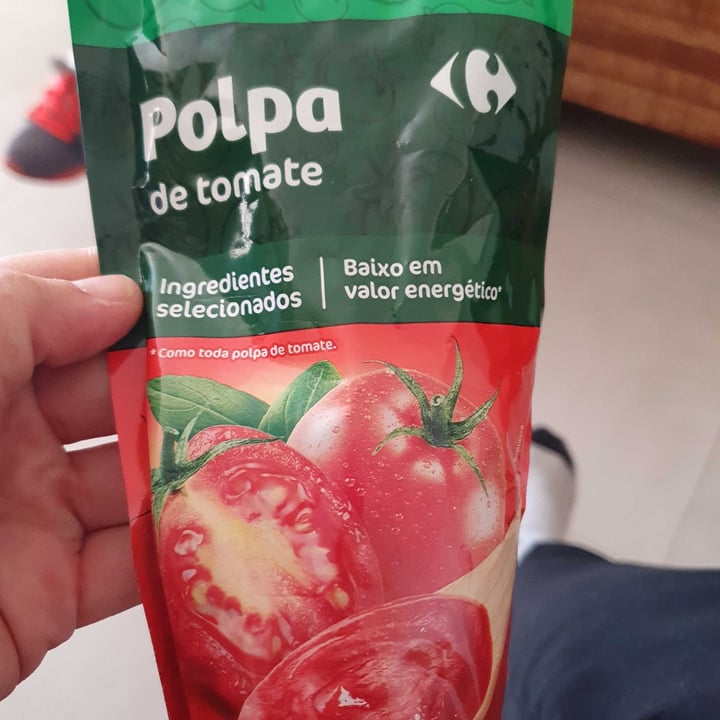 Polpa
de tomate
Ingredientes
selecionados
Baixo em
valor energético*
* Como toda polpa de tomate.